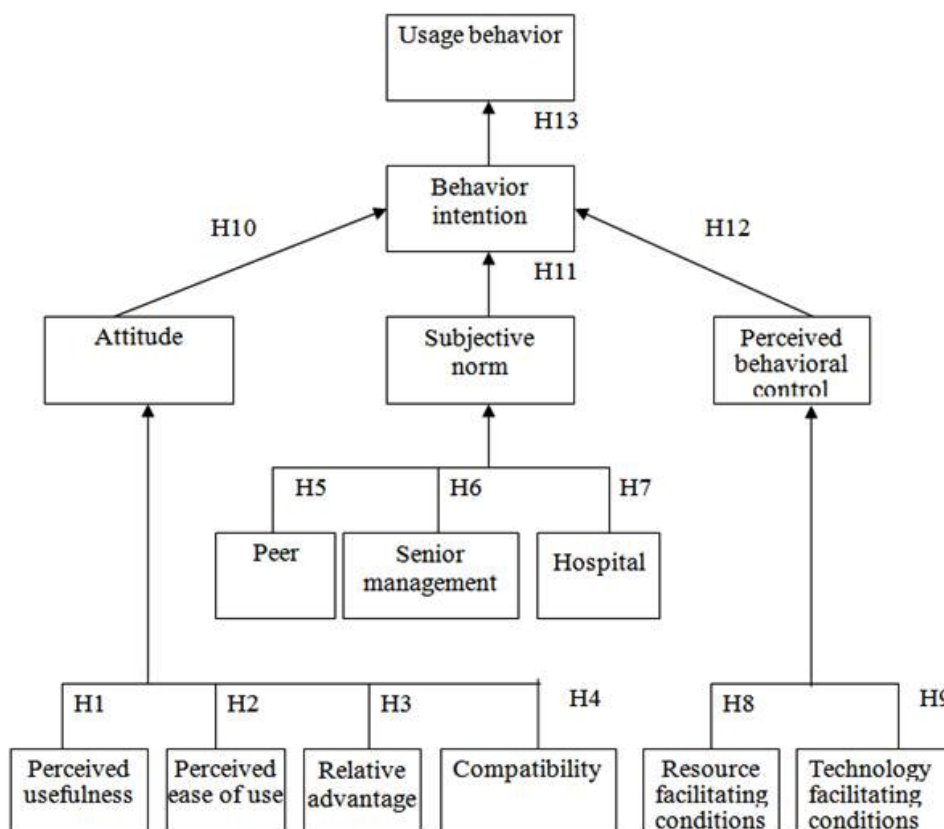 Usage behavior
H13
Behavior
intention
H10
H12
H11
Attitude
Subjective
norm
Perceived
behavioral
control
H5
H6
H7
Peer
Senior
management
Hospital
H1
H2
H3
H4
H8
H9
Perceived
usefulness
Perceived
ease of use
Relative
advantage
Compatibility
Resource
facilitating
conditions
Technology
facilitating
conditions